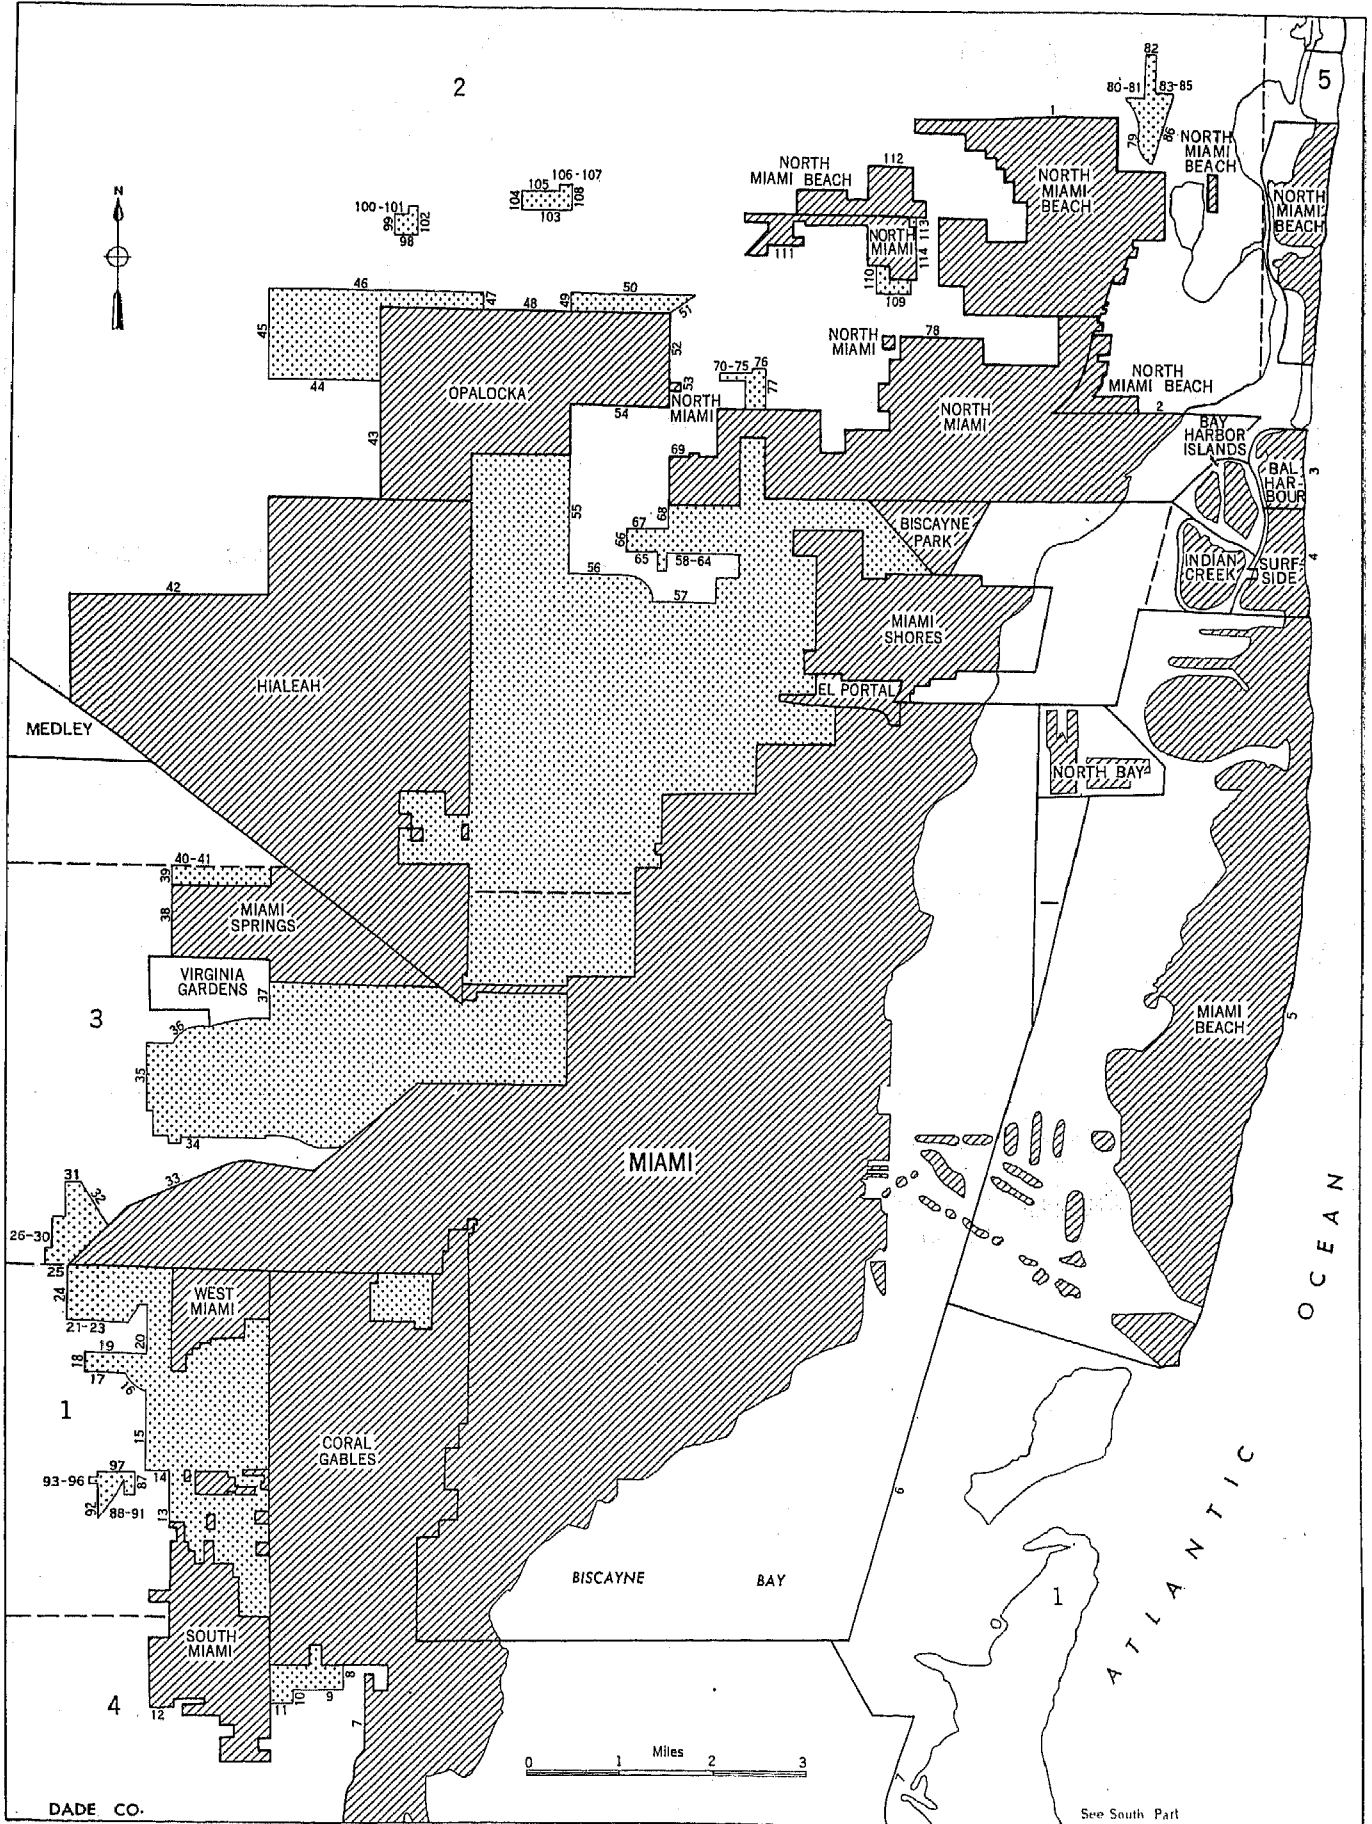 2
5
82
80-81
83-85
79
86
1
NORTH
MIAMI
BEACH
N
NORTH
MIAMI BEACH
112
106-107
105
104
108
103
100-101
99
102
98
NORTH
MIAMI
BEACH
NORTH
MIAMI
BEACH
NORTH
MIAMI
113
114
111
110
109
46
47
48
49
50
51
45
44
52
53
54
43
OPALOCKA
NORTH
MIAMI
78
NORTH
MIAMI
70-75
76
77
NORTH
MIAMI BEACH
2
NORTH
MIAMI
69
BAY
HARBOR
ISLANDS
BAL
HAR-
BOUR
3
55
68
67
66
65
58-64
56
57
BISCAYNE
PARK
INDIAN
CREEK
SURF-
SIDE
4
42
MIAMI
SHORES
HIALEAH
EL PORTAL
MEDLEY
NORTH BAY
40-41
39
38
MIAMI
SPRINGS
VIRGINIA
GARDENS
37
3
36
35
34
MIAMI
BEACH
5
MIAMI
33
31
32
26-30
25
24
21-23
20
19
18
17
16
WEST
MIAMI
1
15
CORAL
GABLES
97
93-96
87
92
88-91
14
13
6
BISCAYNE
BAY
1
ATLANTIC
OCEAN
SOUTH
MIAMI
4
12
11
10
9
8
7
7
Miles
0
1
2
3
DADE CO.
See South Part